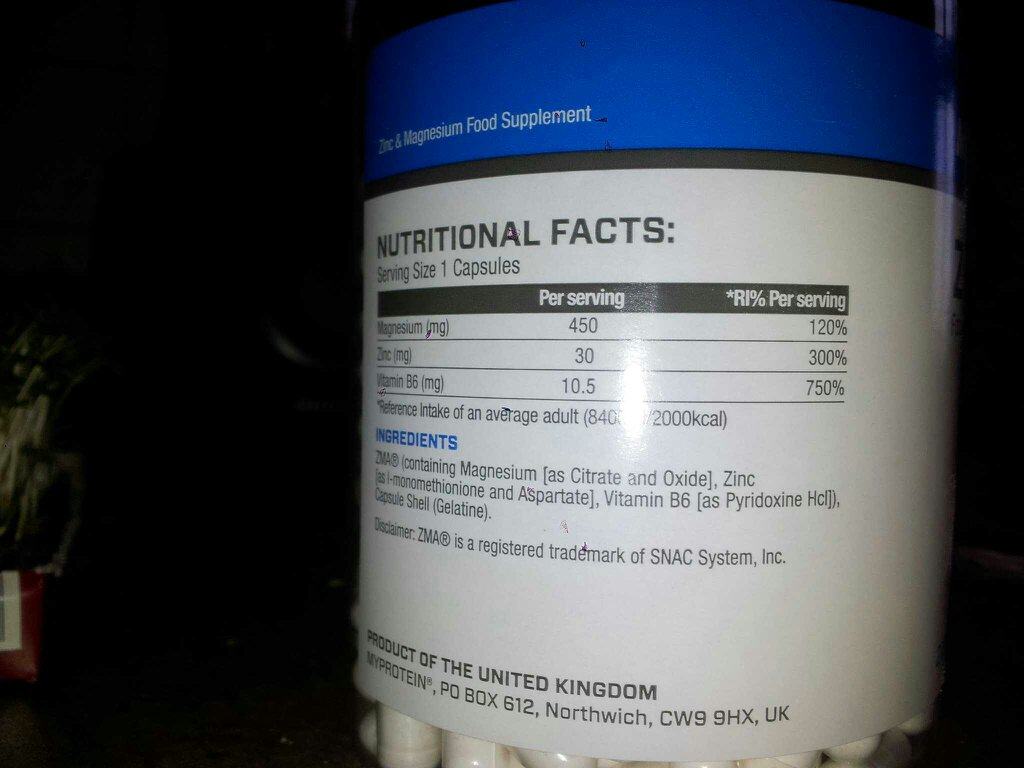 Zinc & Magnesium Food Supplement
NUTRITIONAL FACTS:
Serving Size 1 Capsules
Per serving *RI% Per serving
Magnesium (mg) 450 120%
Zinc (mg) 30 300%
Vitamin B6 (mg) 10.5 750%
*Reference Intake of an average adult (840 /2000kcal)
INGREDIENTS
ZMA® (containing Magnesium [as Citrate and Oxide], Zinc
[as l-monomethionione and Aspartate], Vitamin B6 [as Pyridoxine Hcl]),
Capsule Shell (Gelatine).
Disclaimer: ZMA® is a registered trademark of SNAC System, Inc.
PRODUCT OF THE UNITED KINGDOM
MYPROTEIN®, PO BOX 612, Northwich, CW9 9HX, UK